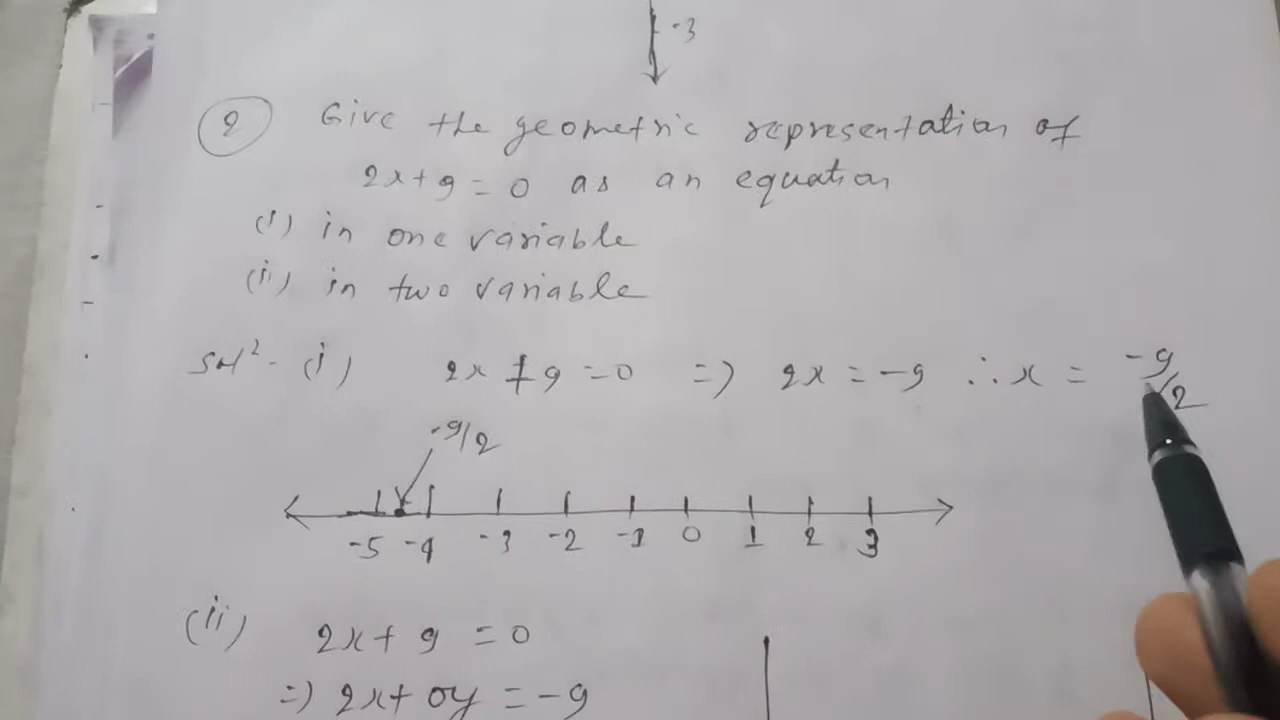 -3
2 Give the geometric representation of
2x+9=0 as an equation
(i) in one variable
(ii) in two variable
Sol² - (i) 2x+9=0 => 2x=-9 ∴x = -9/2
-9/2
-5 -4 -3 -2 -1 0 1 2 3
(ii) 2x+9=0
=) 2x+0y=-9